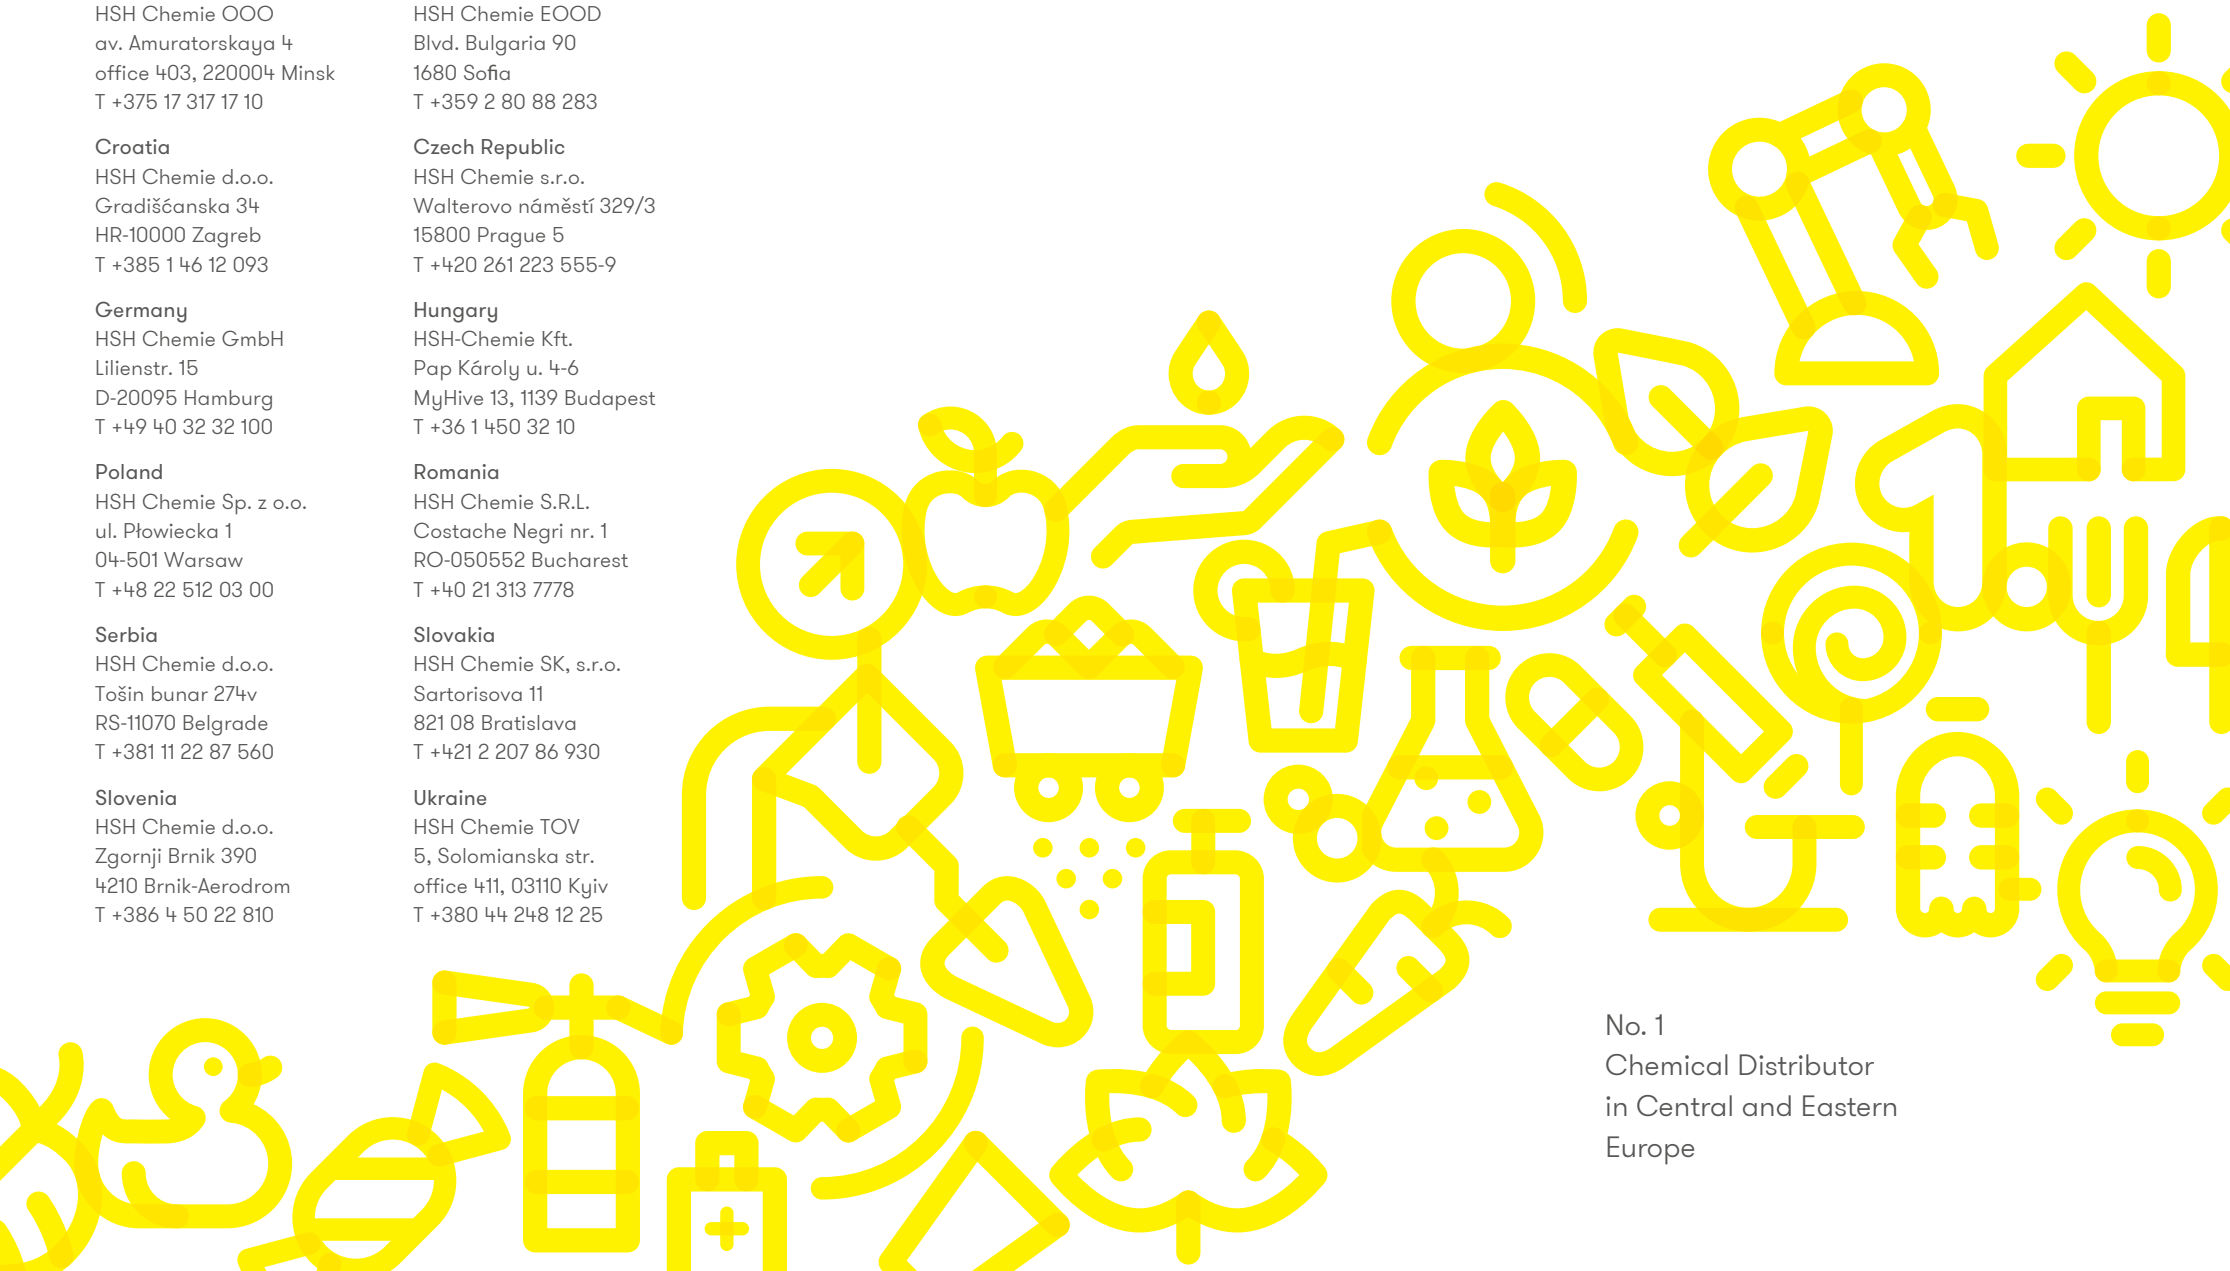 HSH Chemie OOO
av. Amuratorskaya 4
office 403, 220004 Minsk
T +375 17 317 17 10
Croatia
HSH Chemie d.o.o.
Gradišćanska 34
HR-10000 Zagreb
T +385 1 46 12 093
Germany
HSH Chemie GmbH
Lilienstr. 15
D-20095 Hamburg
T +49 40 32 32 100
Poland
HSH Chemie Sp. z o.o.
ul. Płowiecka 1
04-501 Warsaw
T +48 22 512 03 00
Serbia
HSH Chemie d.o.o.
Tošin bunar 274v
RS-11070 Belgrade
T +381 11 22 87 560
Slovenia
HSH Chemie d.o.o.
Zgornji Brnik 390
4210 Brnik-Aerodrom
T +386 4 50 22 810
HSH Chemie EOOD
Blvd. Bulgaria 90
1680 Sofia
T +359 2 80 88 283
Czech Republic
HSH Chemie s.r.o.
Walterovo náměstí 329/3
15800 Prague 5
T +420 261 223 555-9
Hungary
HSH-Chemie Kft.
Pap Károly u. 4-6
MyHive 13, 1139 Budapest
T +36 1 450 32 10
Romania
HSH Chemie S.R.L.
Costache Negri nr. 1
RO-050552 Bucharest
T +40 21 313 7778
Slovakia
HSH Chemie SK, s.r.o.
Sartorisova 11
821 08 Bratislava
T +421 2 207 86 930
Ukraine
HSH Chemie TOV
5, Solomianska str.
office 411, 03110 Kyiv
T +380 44 248 12 25
No. 1
Chemical Distributor
in Central and Eastern
Europe